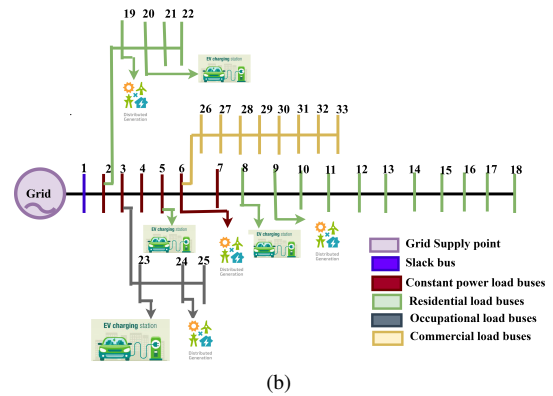 19 20 21 22
EV charging station
Distributed
Generation
26 27 28 29 30 31 32 33
Grid
1 2 3 4 5 6 7 8 9 10 11 12 13 14 15 16 17 18
EV charging station
EV charging station
Distributed
Generation
Distributed
Generation
23 24 25
EV charging station
Distributed
Generation
Grid Supply point
Slack bus
Constant power load buses
Residential load buses
Occupational load buses
Commercial load buses
(b)